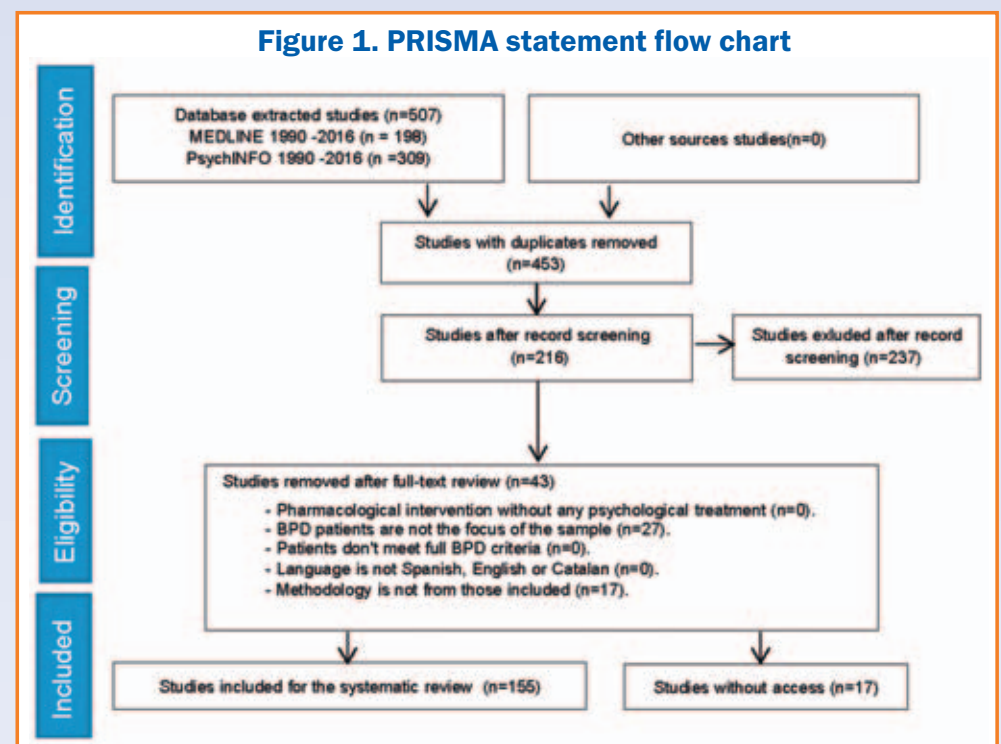 Figure 1. PRISMA statement flow chart
Identification
Database extracted studies (n=507)
MEDLINE 1990 -2016 (n = 198)
PsychINFO 1990 -2016 (n =309)
Other sources studies(n=0)
Studies with duplicates removed
(n=453)
Screening
Studies after record screening
(n=216)
Studies exluded after record
screening (n=237)
Eligibility
Studies removed after full-text review (n=43)
- Pharmacological intervention without any psychological treatment (n=0).
- BPD patients are not the focus of the sample (n=27).
- Patients don't meet full BPD criteria (n=0).
- Language is not Spanish, English or Catalan (n=0).
- Methodology is not from those included (n=17).
Included
Studies included for the systematic review (n=155)
Studies without access (n=17)